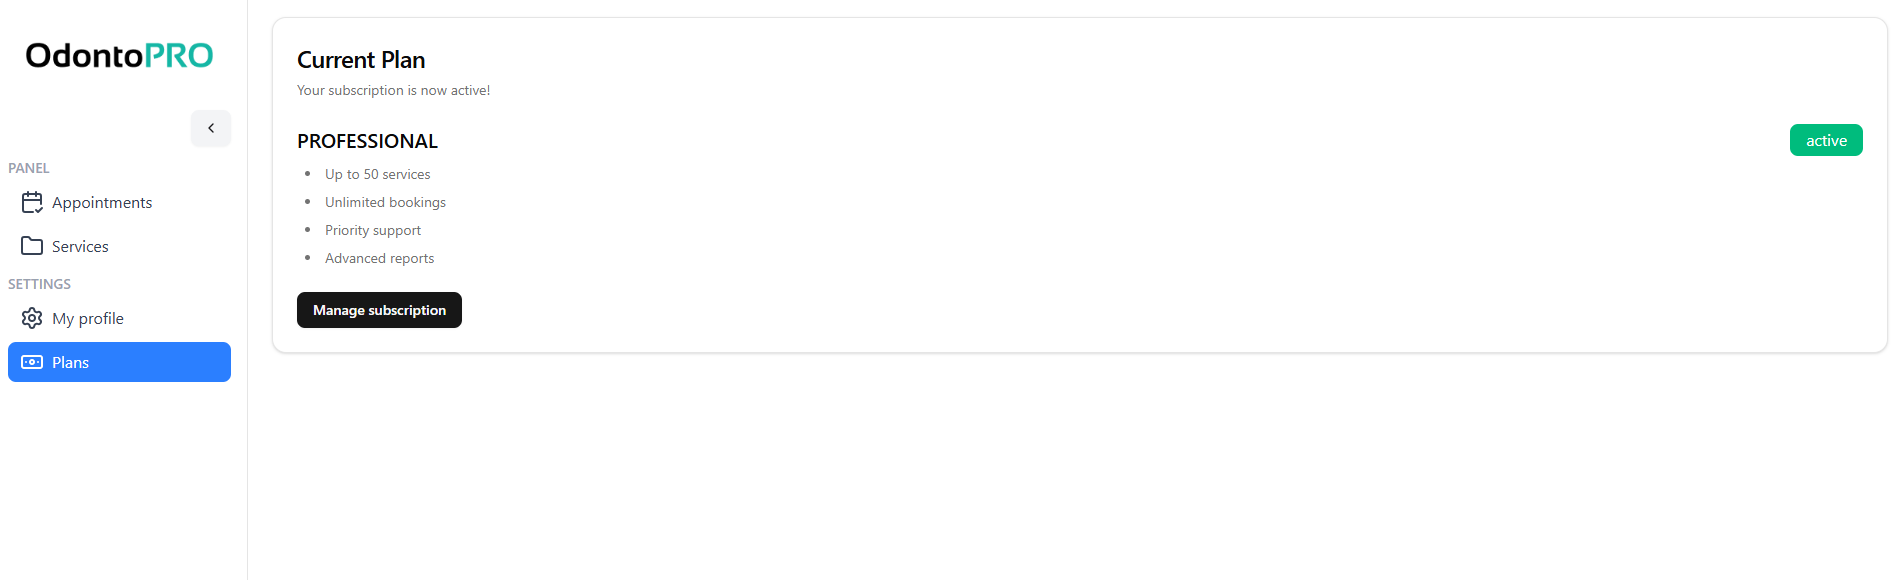 OdontoPRO
PANEL
Appointments
Services
SETTINGS
My profile
Plans
Current Plan
Your subscription is now active!
PROFESSIONAL
active
Up to 50 services
Unlimited bookings
Priority support
Advanced reports
Manage subscription